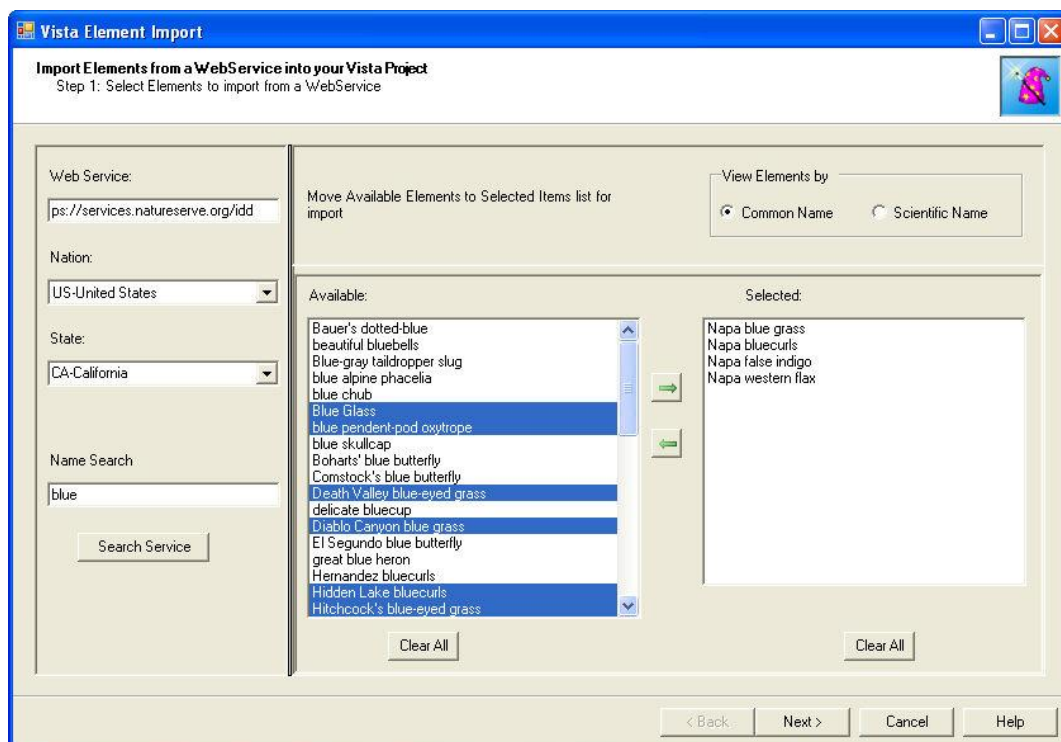 Vista Element Import
Import Elements from a WebService into your Vista Project
Step 1: Select Elements to import from a WebService
Web Service:
ps://services.natureserve.org/idd
Nation:
US-United States
State:
CA-California
Name Search
blue
Search Service
Move Available Elements to Selected Items list for
import
View Elements by
Common Name
Scientific Name
Available:
Bauer's dotted-blue
beautiful bluebells
Blue-gray taildropper slug
blue alpine phacelia
blue chub
Blue Glass
blue pendent-pod oxytrope
blue skullcap
Boharts' blue butterfly
Comstock's blue butterfly
Death Valley blue-eyed grass
delicate bluecup
Diablo Canyon blue grass
El Segundo blue butterfly
great blue heron
Hernandez bluecurls
Hidden Lake bluecurls
Hitchcock's blue-eyed grass
Clear All
Selected:
Napa blue grass
Napa bluecurls
Napa false indigo
Napa western flax
Clear All
< Back
Next >
Cancel
Help